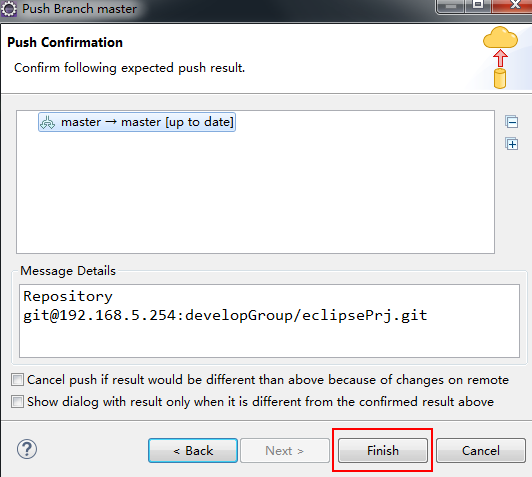 Push Branch master
Push Confirmation
Confirm following expected push result.
master → master [up to date]
Message Details
Repository
git@192.168.5.254:developGroup/eclipsePrj.git
Cancel push if result would be different than above because of changes on remote
Show dialog with result only when it is different from the confirmed result above
? < Back Next > Finish Cancel